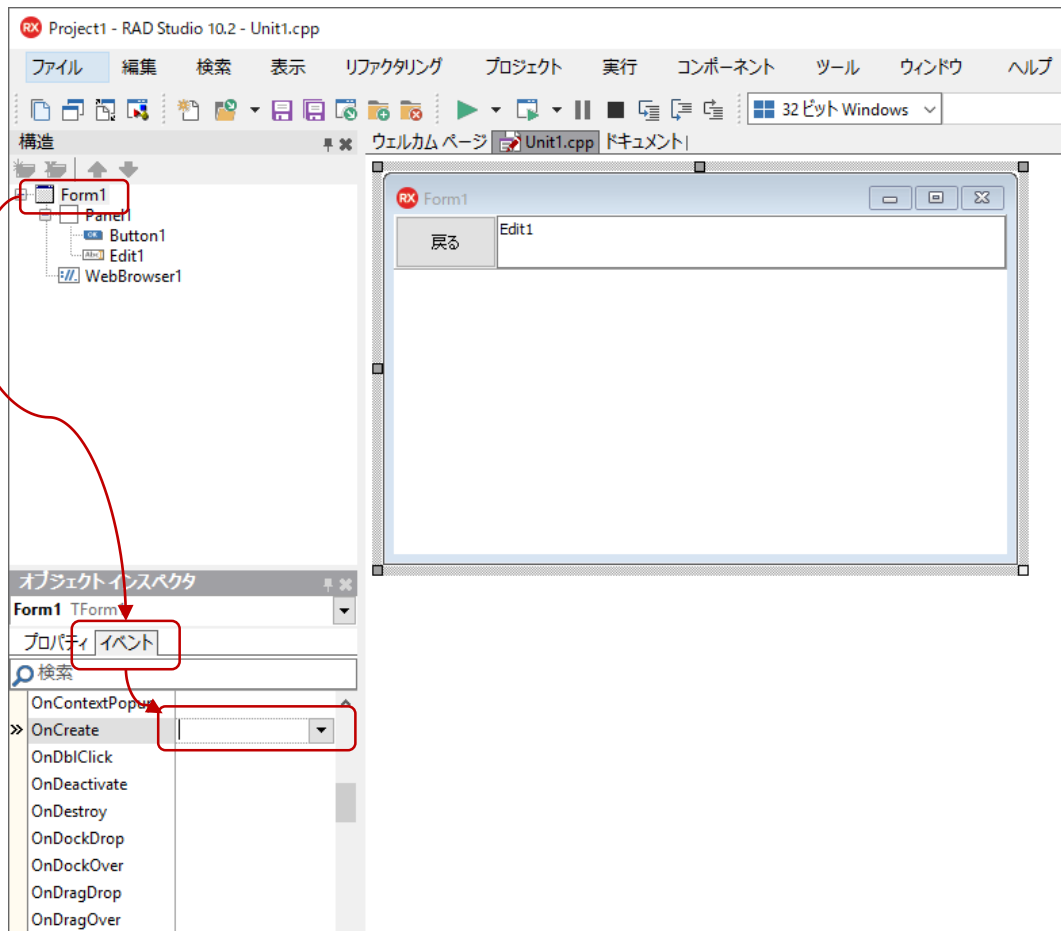 RX Project1 - RAD Studio 10.2 - Unit1.cpp
ファイル 編集 検索 表示 リファクタリング プロジェクト 実行 コンポーネント ツール ウィンドウ ヘルプ
32 ビット Windows
構造
ウェルカム ページ Unit1.cpp ドキュメント
Form1
Panel1
OK Button1
Abc Edit1
:// WebBrowser1
RX Form1
戻る Edit1
オブジェクト インスペクタ
Form1 TForm1
プロパティ イベント
検索
OnContextPopup
» OnCreate
OnDblClick
OnDeactivate
OnDestroy
OnDockDrop
OnDockOver
OnDragDrop
OnDragOver